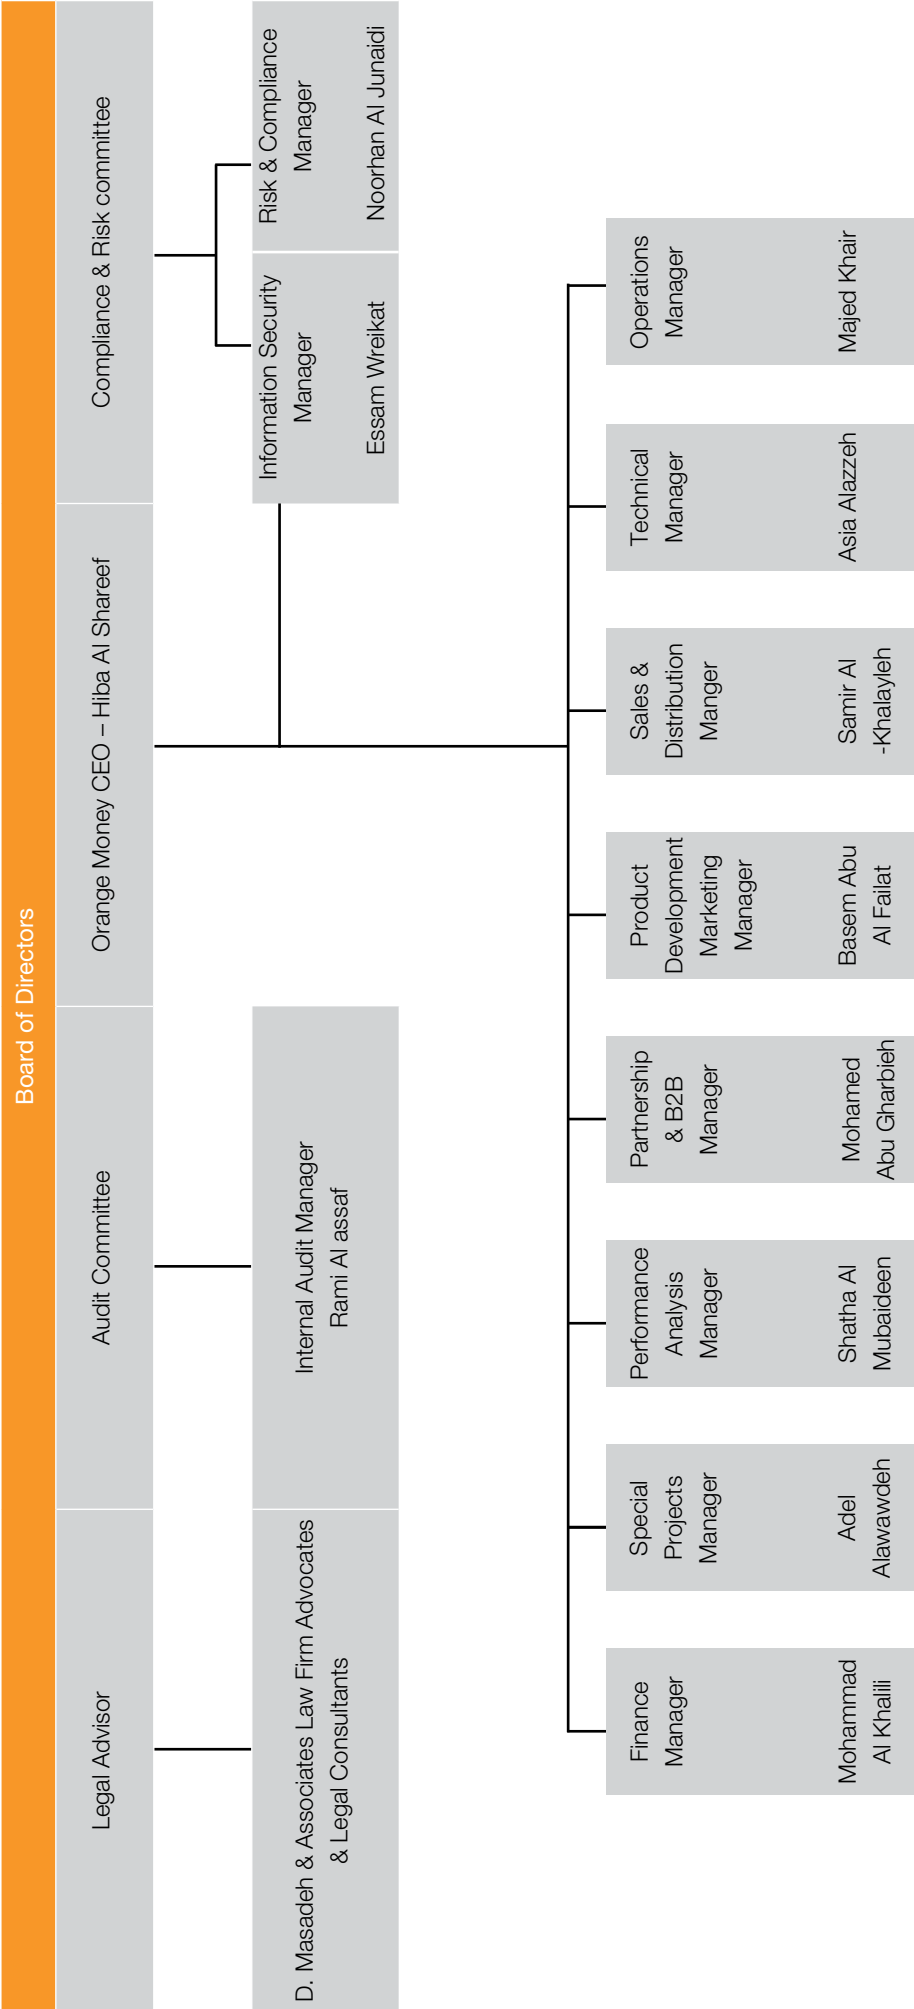 Board of Directors
Legal Advisor
Audit Committee
Orange Money CEO – Hiba Al Shareef
Compliance & Risk committee
D. Masadeh & Associates Law Firm Advocates
& Legal Consultants
Internal Audit Manager
Rami Al assaf
Information Security
Manager
Essam Wreikat
Risk & Compliance
Manager
Noorhan Al Junaidi
Finance
Manager
Mohammad
Al Khalili
Special
Projects
Manager
Adel
Alawawdeh
Performance
Analysis
Manager
Shatha Al
Mubaideen
Partnership
& B2B
Manager
Mohamed
Abu Gharbieh
Product
Development
Marketing
Manager
Basem Abu
Al Failat
Sales &
Distribution
Manger
Samir Al
-Khalayleh
Technical
Manager
Asia Alazzeh
Operations
Manager
Majed Khair